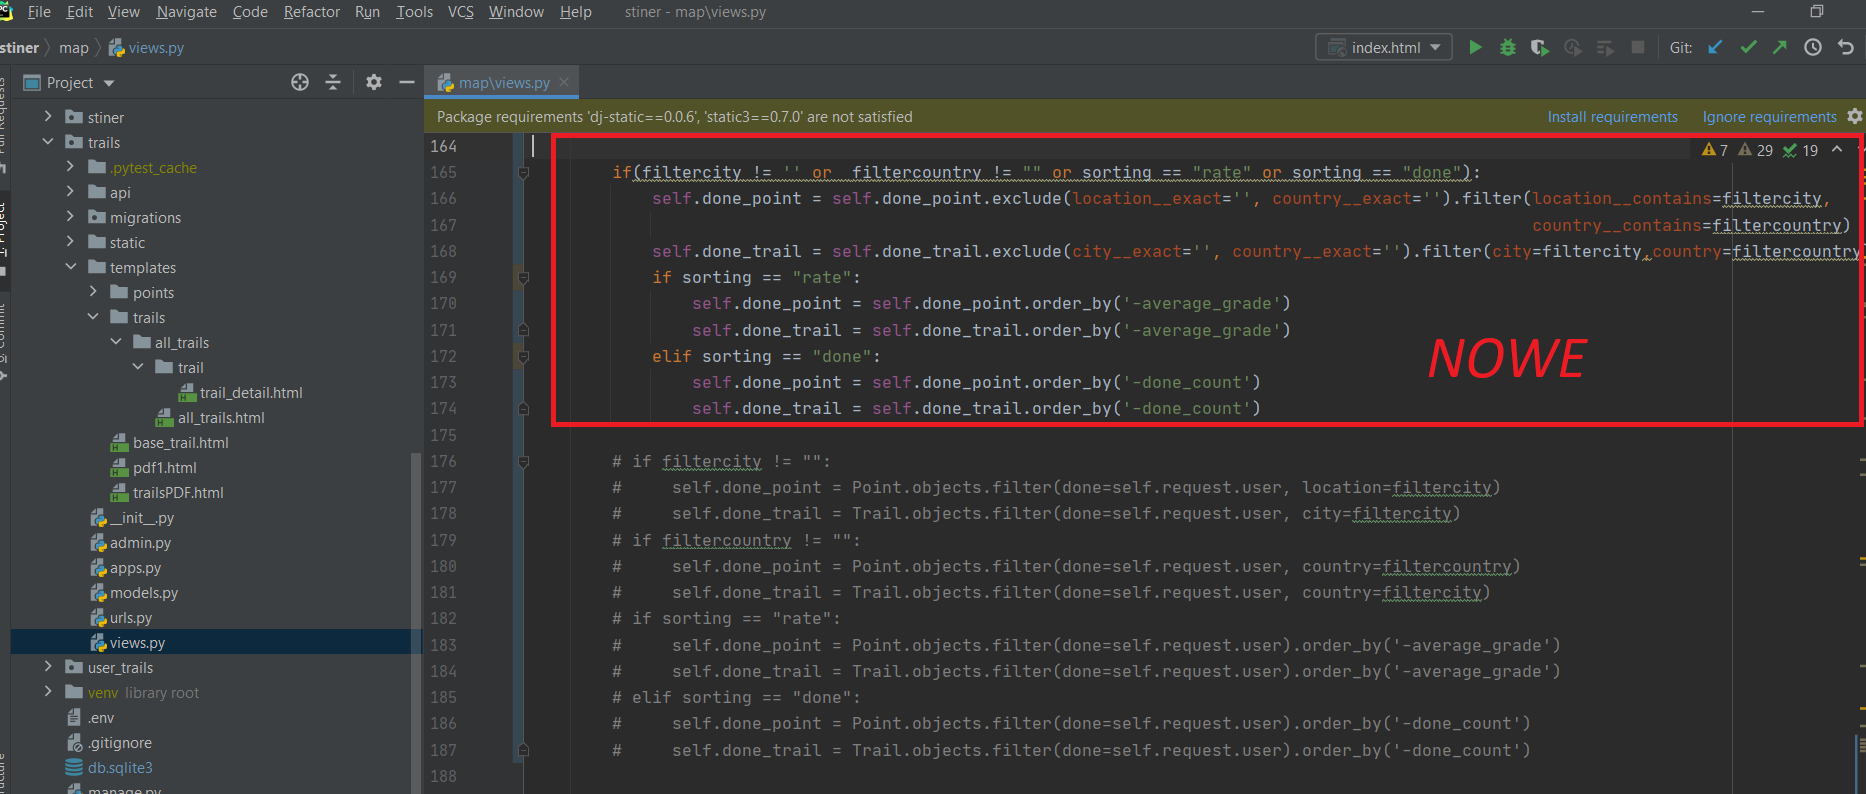 File Edit View Navigate Code Refactor Run Tools VCS Window Help stiner - map\views.py
stiner map views.py index.html Git:
Project map\views.py
Package requirements 'dj-static==0.0.6', 'static3==0.7.0' are not satisfied Install requirements Ignore requirements
7 29 19
stiner
trails
.pytest_cache
api
migrations
static
templates
points
trails
all_trails
trail
trail_detail.html
all_trails.html
base_trail.html
pdf1.html
trailsPDF.html
__init__.py
admin.py
apps.py
models.py
urls.py
views.py
user_trails
venv library root
.env
.gitignore
db.sqlite3
manage.py
Project
164
165 if(filtercity != '' or  filtercountry != "" or sorting == "rate" or sorting == "done"):
166 self.done_point = self.done_point.exclude(location__exact='', country__exact='').filter(location__contains=filtercity,
167 country__contains=filtercountry)
168 self.done_trail = self.done_trail.exclude(city__exact='', country__exact='').filter(city=filtercity,country=filtercountry
169 if sorting == "rate":
170 self.done_point = self.done_point.order_by('-average_grade')
171 self.done_trail = self.done_trail.order_by('-average_grade')
172 elif sorting == "done":
173 self.done_point = self.done_point.order_by('-done_count')
174 self.done_trail = self.done_trail.order_by('-done_count')
NOWE
175
176 # if filtercity != "":
177 #     self.done_point = Point.objects.filter(done=self.request.user, location=filtercity)
178 #     self.done_trail = Trail.objects.filter(done=self.request.user, city=filtercity)
179 # if filtercountry != "":
180 #     self.done_point = Point.objects.filter(done=self.request.user, country=filtercountry)
181 #     self.done_trail = Trail.objects.filter(done=self.request.user, country=filtercity)
182 # if sorting == "rate":
183 #     self.done_point = Point.objects.filter(done=self.request.user).order_by('-average_grade')
184 #     self.done_trail = Trail.objects.filter(done=self.request.user).order_by('-average_grade')
185 # elif sorting == "done":
186 #     self.done_point = Point.objects.filter(done=self.request.user).order_by('-done_count')
187 #     self.done_trail = Trail.objects.filter(done=self.request.user).order_by('-done_count')
188